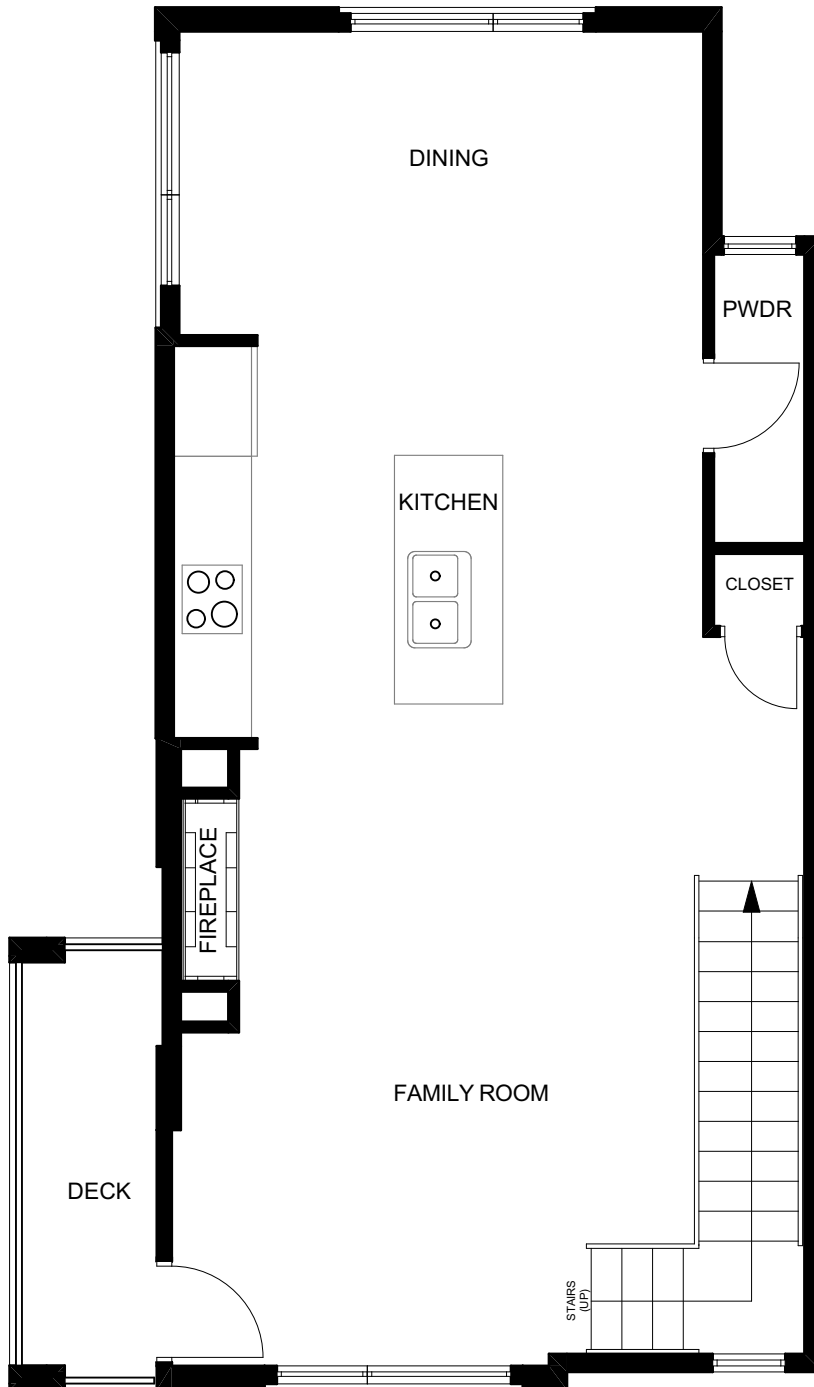 DINING
PWDR
KITCHEN
CLOSET
FIREPLACE
FAMILY ROOM
DECK
STAIRS
(UP)